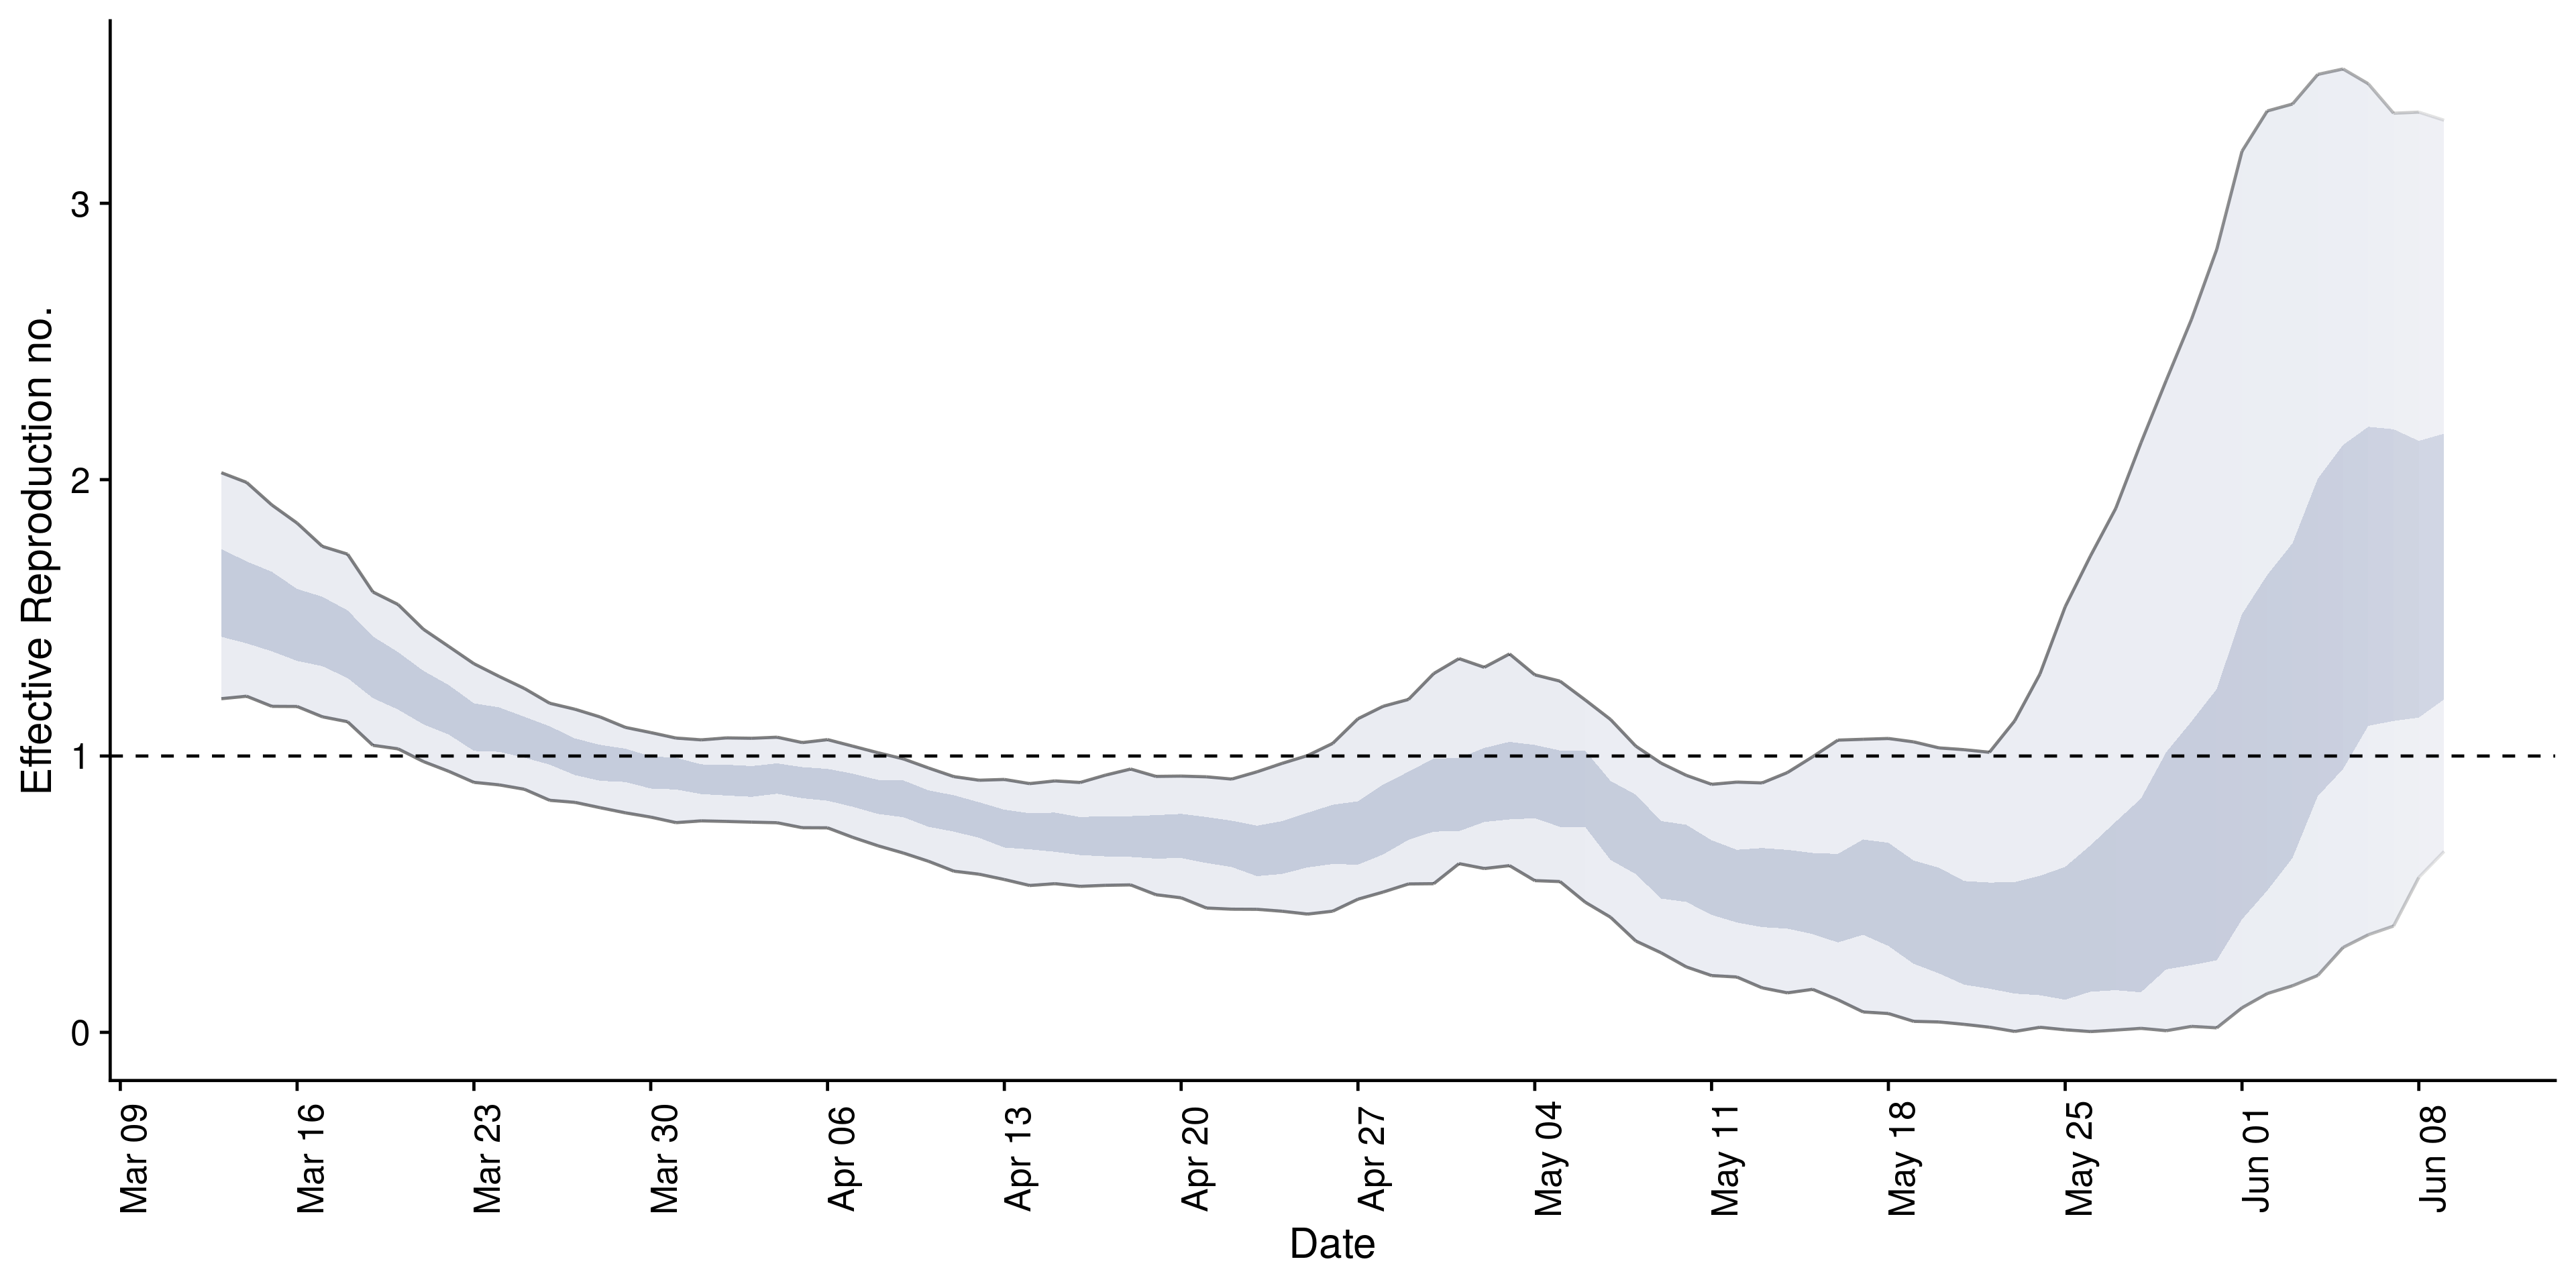 Effective Reproduction no.
3
2
1
0
Mar 09
Mar 16
Mar 23
Mar 30
Apr 06
Apr 13
Apr 20
Apr 27
May 04
May 11
May 18
May 25
Jun 01
Jun 08
Date